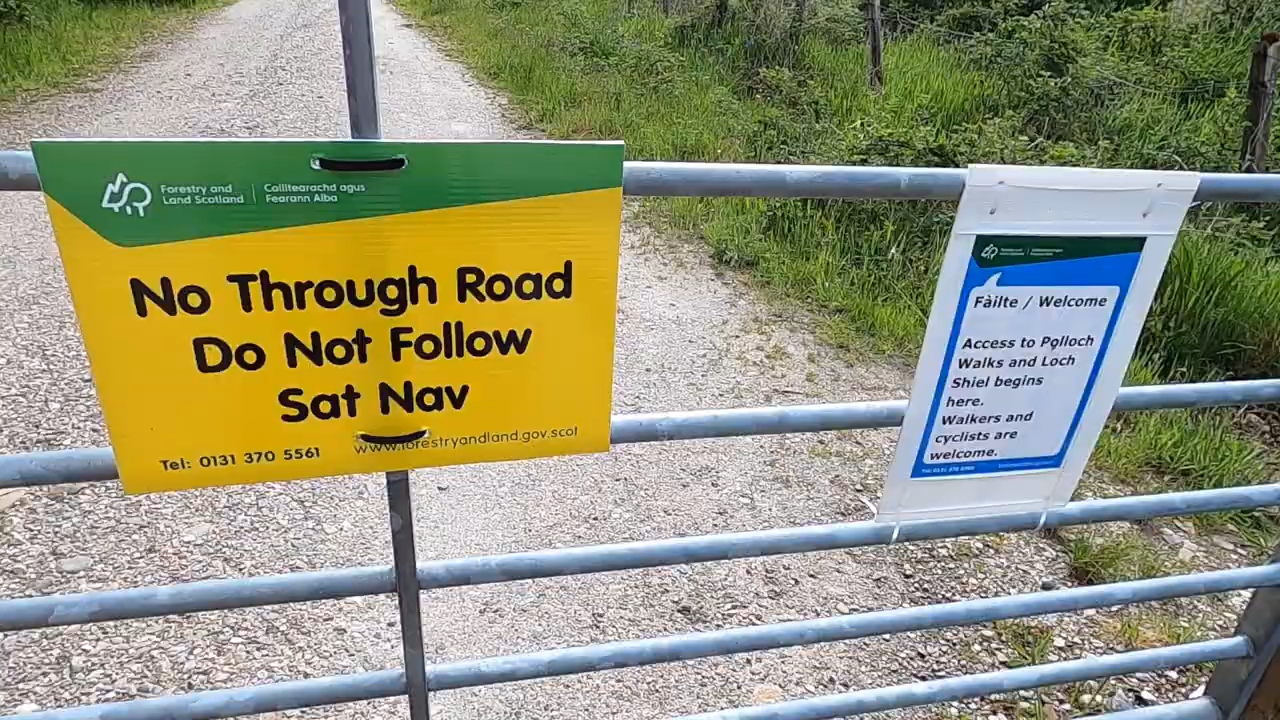 Forestry and
Land Scotland
Coilltearachd agus
Fearann Alba
No Through Road
Do Not Follow
Sat Nav
Tel: 0131 370 5561
www.forestryandland.gov.scot
Fàilte / Welcome
Access to Polloch
Walks and Loch
Shiel begins
here.
Walkers and
cyclists are
welcome.